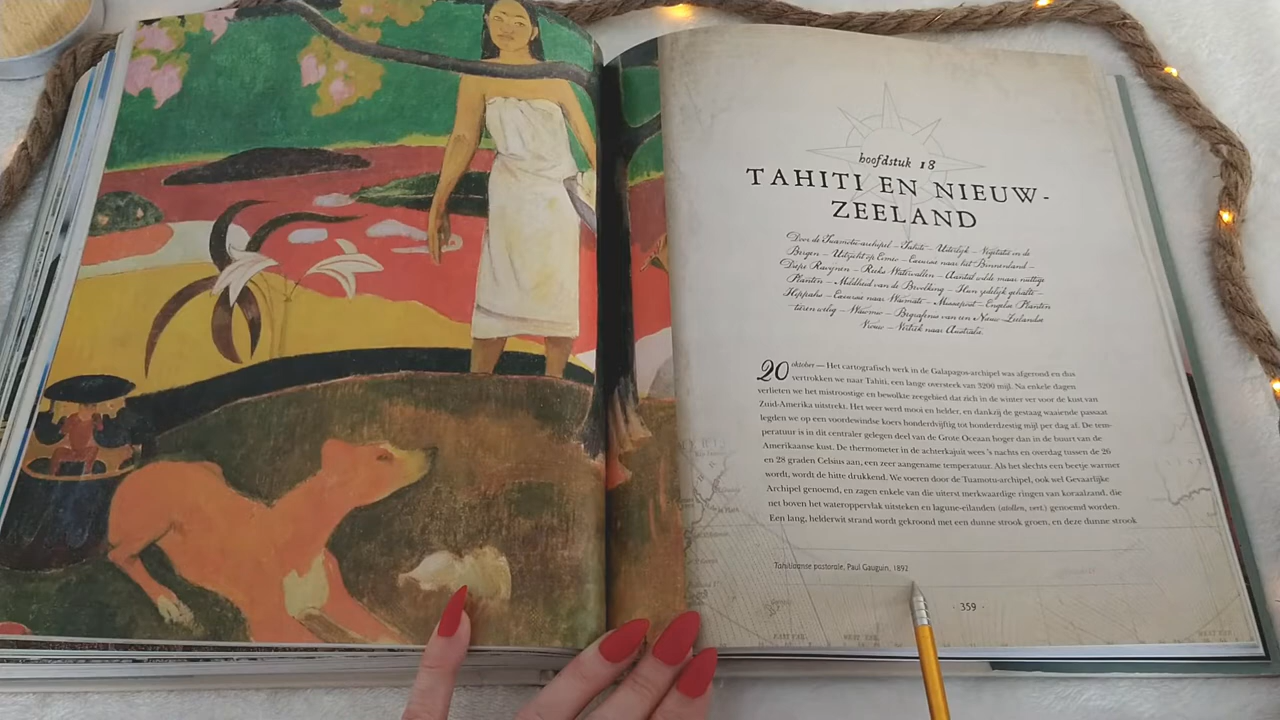 hoofdstuk 18
TAHITI EN NIEUW-
ZEELAND
Door de Tuamotu-archipel – Tahiti – Uiterlijk – Vegetatie in de
Bergen – Uitzicht op Eimeo – Excursie naar het Binnenland –
Diepe Ravijnen – Reeks Watervallen – Aantal wilde maar nuttige
Planten – Mildheid van de Bevolking – Hun zedelijk gehalte –
Hippahs – Excursie naar Waimate – Engelse Planten
tieren welig – Waiomio – Begrafenis van een Nieuw-Zeelandse
Vrouw – Vertrek naar Australië.
20 oktober — Het cartografisch werk in de Galapagos-archipel was afgerond en dus
vertrokken we naar Tahiti, een lange oversteek van 3200 mijl. Na enkele dagen
verlieten we het mistroostige en bewolkte zeegebied dat zich in de winter ver voor de kust van
Zuid-Amerika uitstrekt. Het weer werd mooi en helder, en dankzij de gestaag waaiende passaat
legden we op een voordewindse koers honderdvijftig tot honderdzestig mijl per dag af. De tem-
peratuur is in dit centraler gelegen deel van de Grote Oceaan hoger dan in de buurt van de
Amerikaanse kust. De thermometer in de achterkajuit wees 's nachts en overdag tussen de 26
en 28 graden Celsius aan, een zeer aangename temperatuur. Als het slechts een beetje warmer
wordt, wordt de hitte drukkend. We voeren door de Tuamotu-archipel, ook wel Gevaarlijke
Archipel genoemd, en zagen enkele van die uiterst merkwaardige ringen van koraalzand, die
net boven het wateroppervlak uitsteken en lagune-eilanden (atollen, vert.) genoemd worden.
Een lang, helderwit strand wordt gekroond met een dunne strook groen, en deze dunne strook
Tahitiaanse pastorale, Paul Gauguin, 1892
· 359 ·